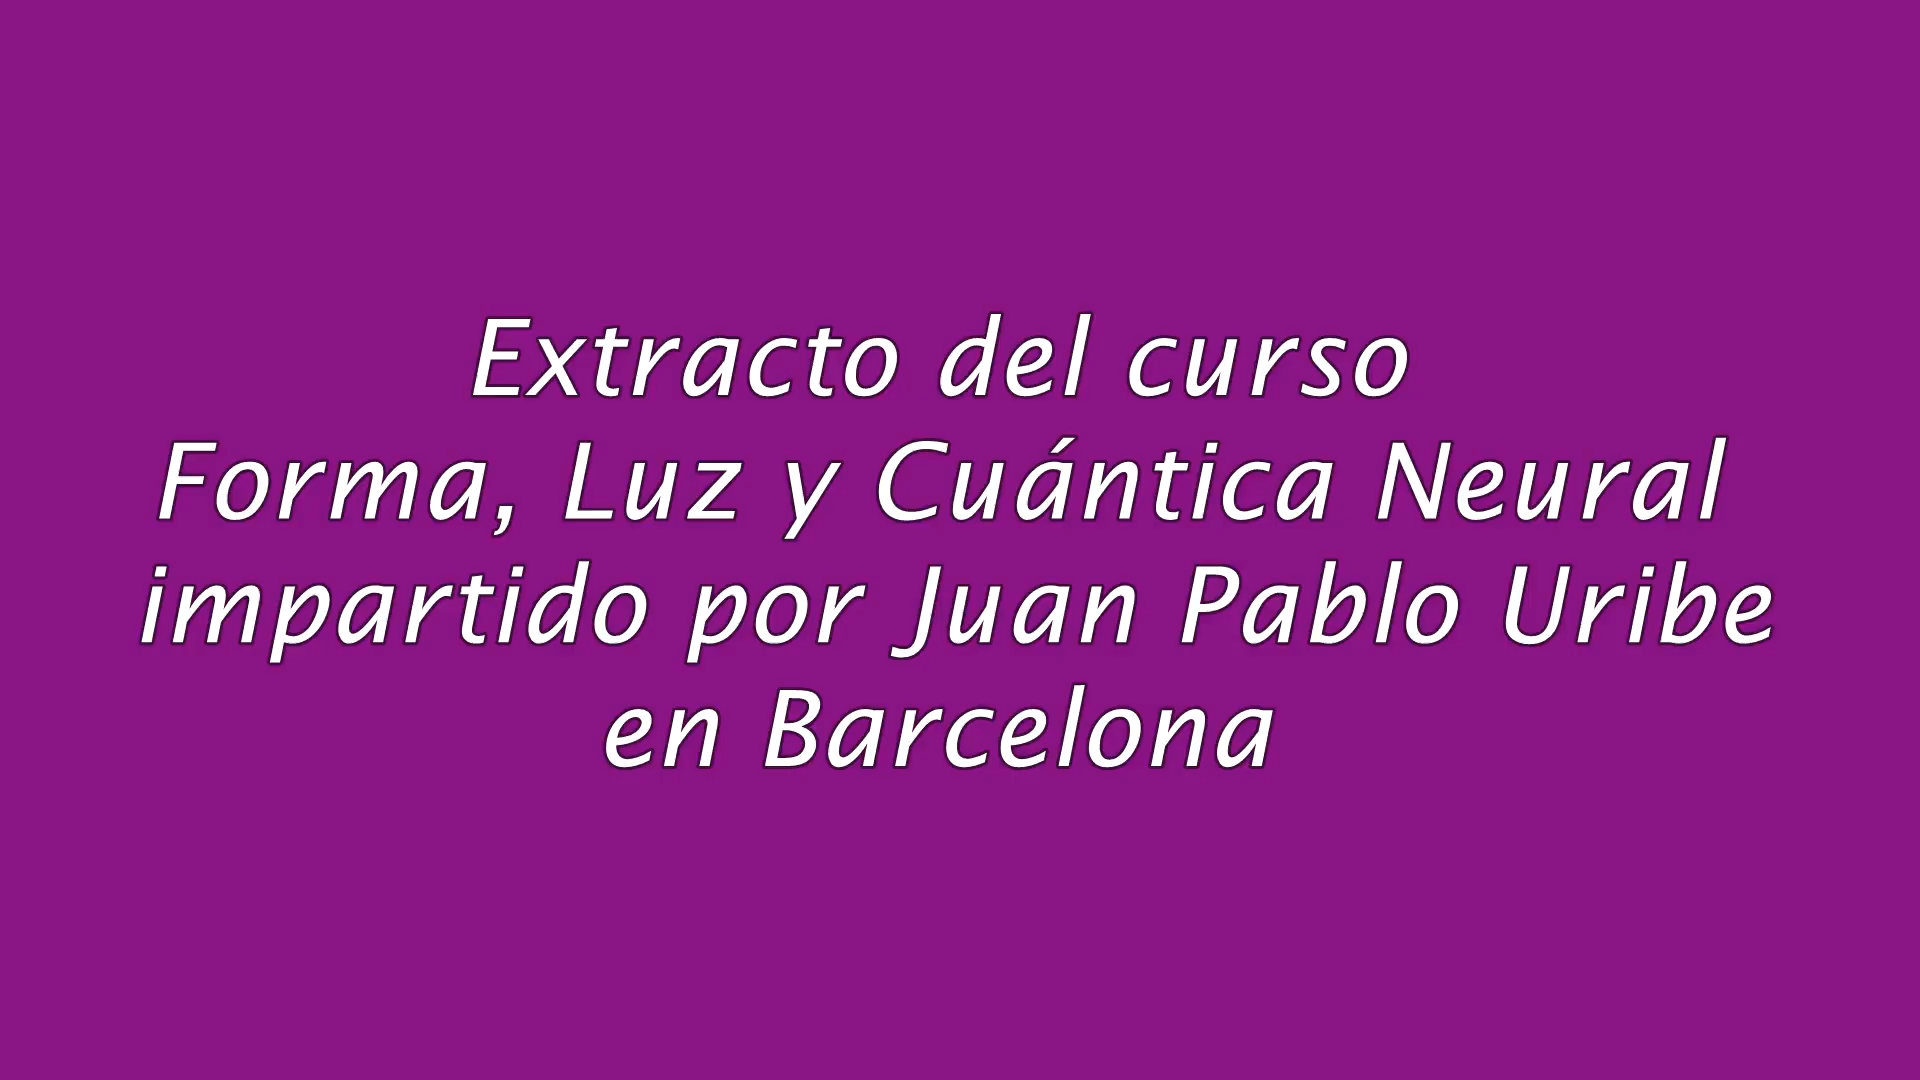 Extracto del curso
Forma, Luz y Cuántica Neural
impartido por Juan Pablo Uribe
en Barcelona